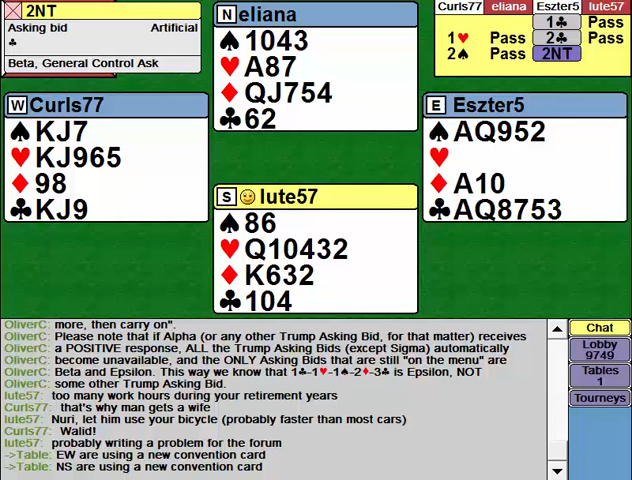 2NT
Asking bid Artificial
♣
Beta, General Control Ask
N eliana
♠1043
♥A87
♦QJ754
♣62
Curls77 eliana Eszter5 lute57
1♣ Pass
1♥ Pass 2♣ Pass
2♠ Pass 2NT
W Curls77
♠KJ7
♥KJ965
♦98
♣KJ9
E Eszter5
♠AQ952
♥
♦A10
♣AQ8753
S lute57
♠86
♥Q10432
♦K632
♣104
OliverC: more, then carry on".
OliverC: Please note that if Alpha (or any other Trump Asking Bid, for that matter) receives
OliverC: a POSITIVE response, ALL the Trump Asking Bids (except Sigma) automatically
OliverC: become unavailable, and the ONLY Asking Bids that are still "on the menu" are
OliverC: Beta and Epsilon. This way we know that 1♣-1♥-1♠-2♦-3♣ is Epsilon, NOT
OliverC: some other Trump Asking Bid.
lute57: too many work hours during your retirement years
Curls77: that's why man gets a wife
lute57: Nuri, let him use your bicycle (probably faster than most cars)
Curls77: Walid!
lute57: probably writing a problem for the forum
->Table: EW are using a new convention card
->Table: NS are using a new convention card
Chat
Lobby
9749
Tables
1
Tourneys